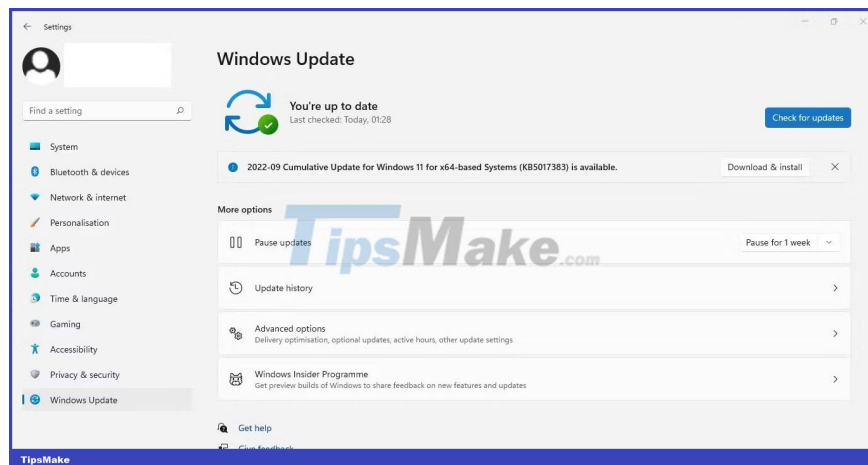 Settings
Windows Update
You're up to date
Last checked: Today, 01:28
Check for updates
Find a setting
System
Bluetooth & devices
Network & internet
Personalisation
Apps
Accounts
Time & language
Gaming
Accessibility
Privacy & security
Windows Update
2022-09 Cumulative Update for Windows 11 for x64-based Systems (KB5017383) is available.
Download & install
More options
Pause updates
Pause for 1 week
TipsMake.com
Update history
Advanced options
Delivery optimisation, optional updates, active hours, other update settings
Windows Insider Programme
Get preview builds of Windows to share feedback on new features and updates
Get help
Give feedback
TipsMake